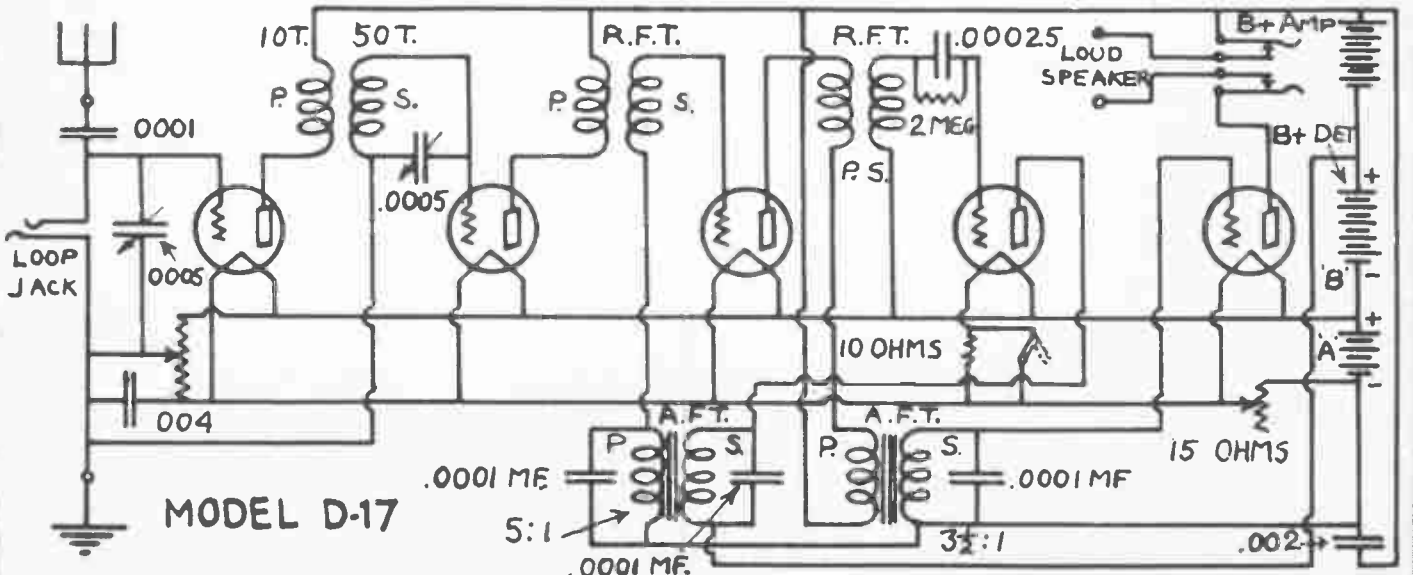 10T.
50T.
R.F.T.
R.F.T.
.00025
LOUD
SPEAKER
B+ AMP
P.
S.
P.
S.
2 MEG
P. S.
B+ DET
0001
.0005
0005
LOOP
JACK
+
-
'B'
+
'A'
-
10 OHMS
004
A.F.T.
A.F.T.
15 OHMS
P
S.
P.
S.
.0001 MF.
.0001 MF
MODEL D-17
5:1
.0001 MF.
3½:1
.002